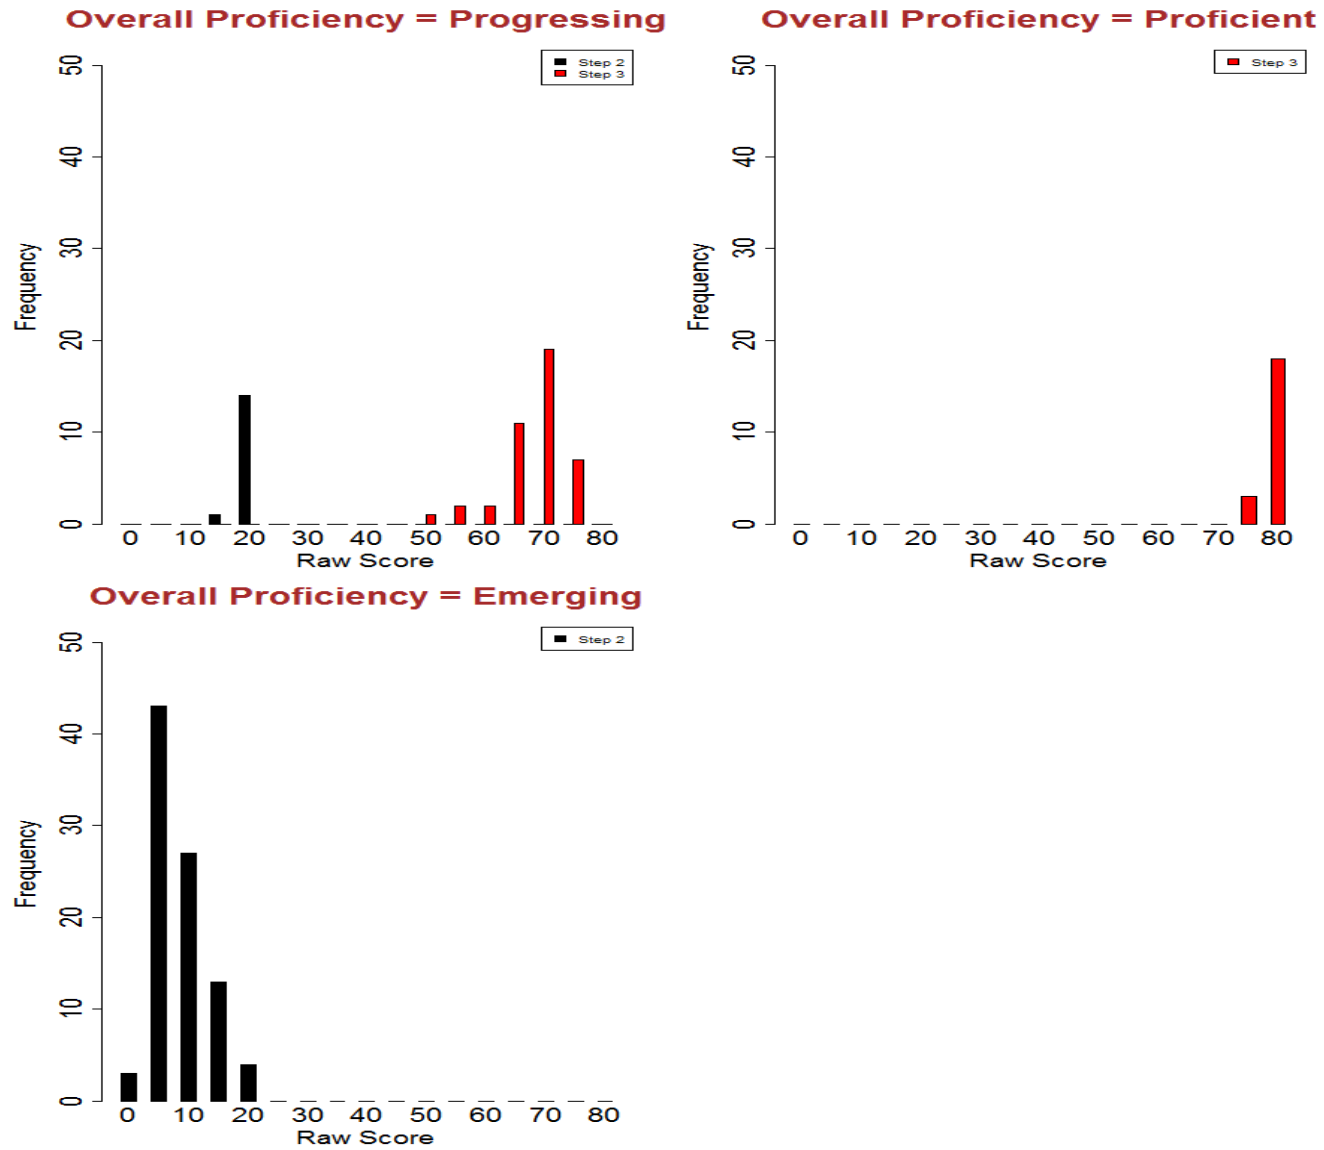 Overall Proficiency = Progressing
Step 2
Step 3
50
40
30
20
10
0
Frequency
0 10 20 30 40 50 60 70 80
Raw Score
Overall Proficiency = Proficient
Step 3
50
40
30
20
10
0
Frequency
0 10 20 30 40 50 60 70 80
Raw Score
Overall Proficiency = Emerging
Step 2
50
40
30
20
10
0
Frequency
0 10 20 30 40 50 60 70 80
Raw Score